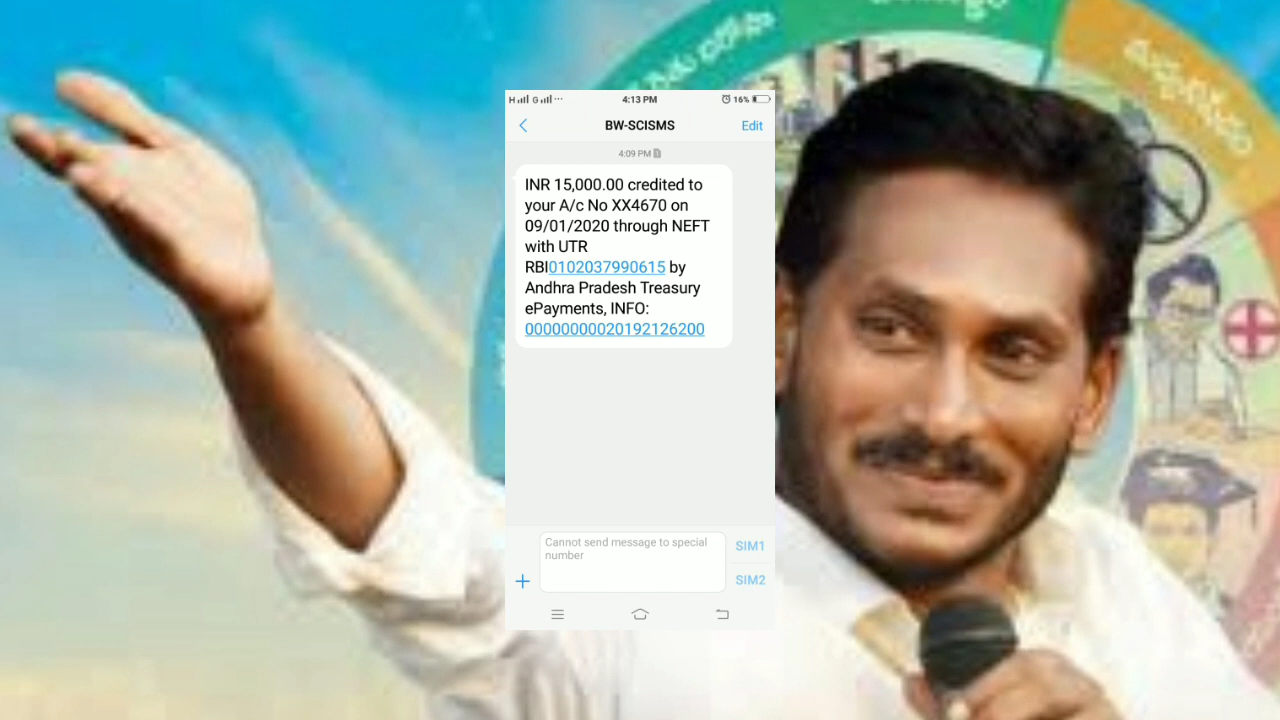 4:13 PM
16%
BW-SCISMS
Edit
4:09 PM
INR 15,000.00 credited to
your A/c No XX4670 on
09/01/2020 through NEFT
with UTR
RBI0102037990615 by
Andhra Pradesh Treasury
ePayments, INFO:
00000000020192126200
Cannot send message to special
number
SIM1
SIM2